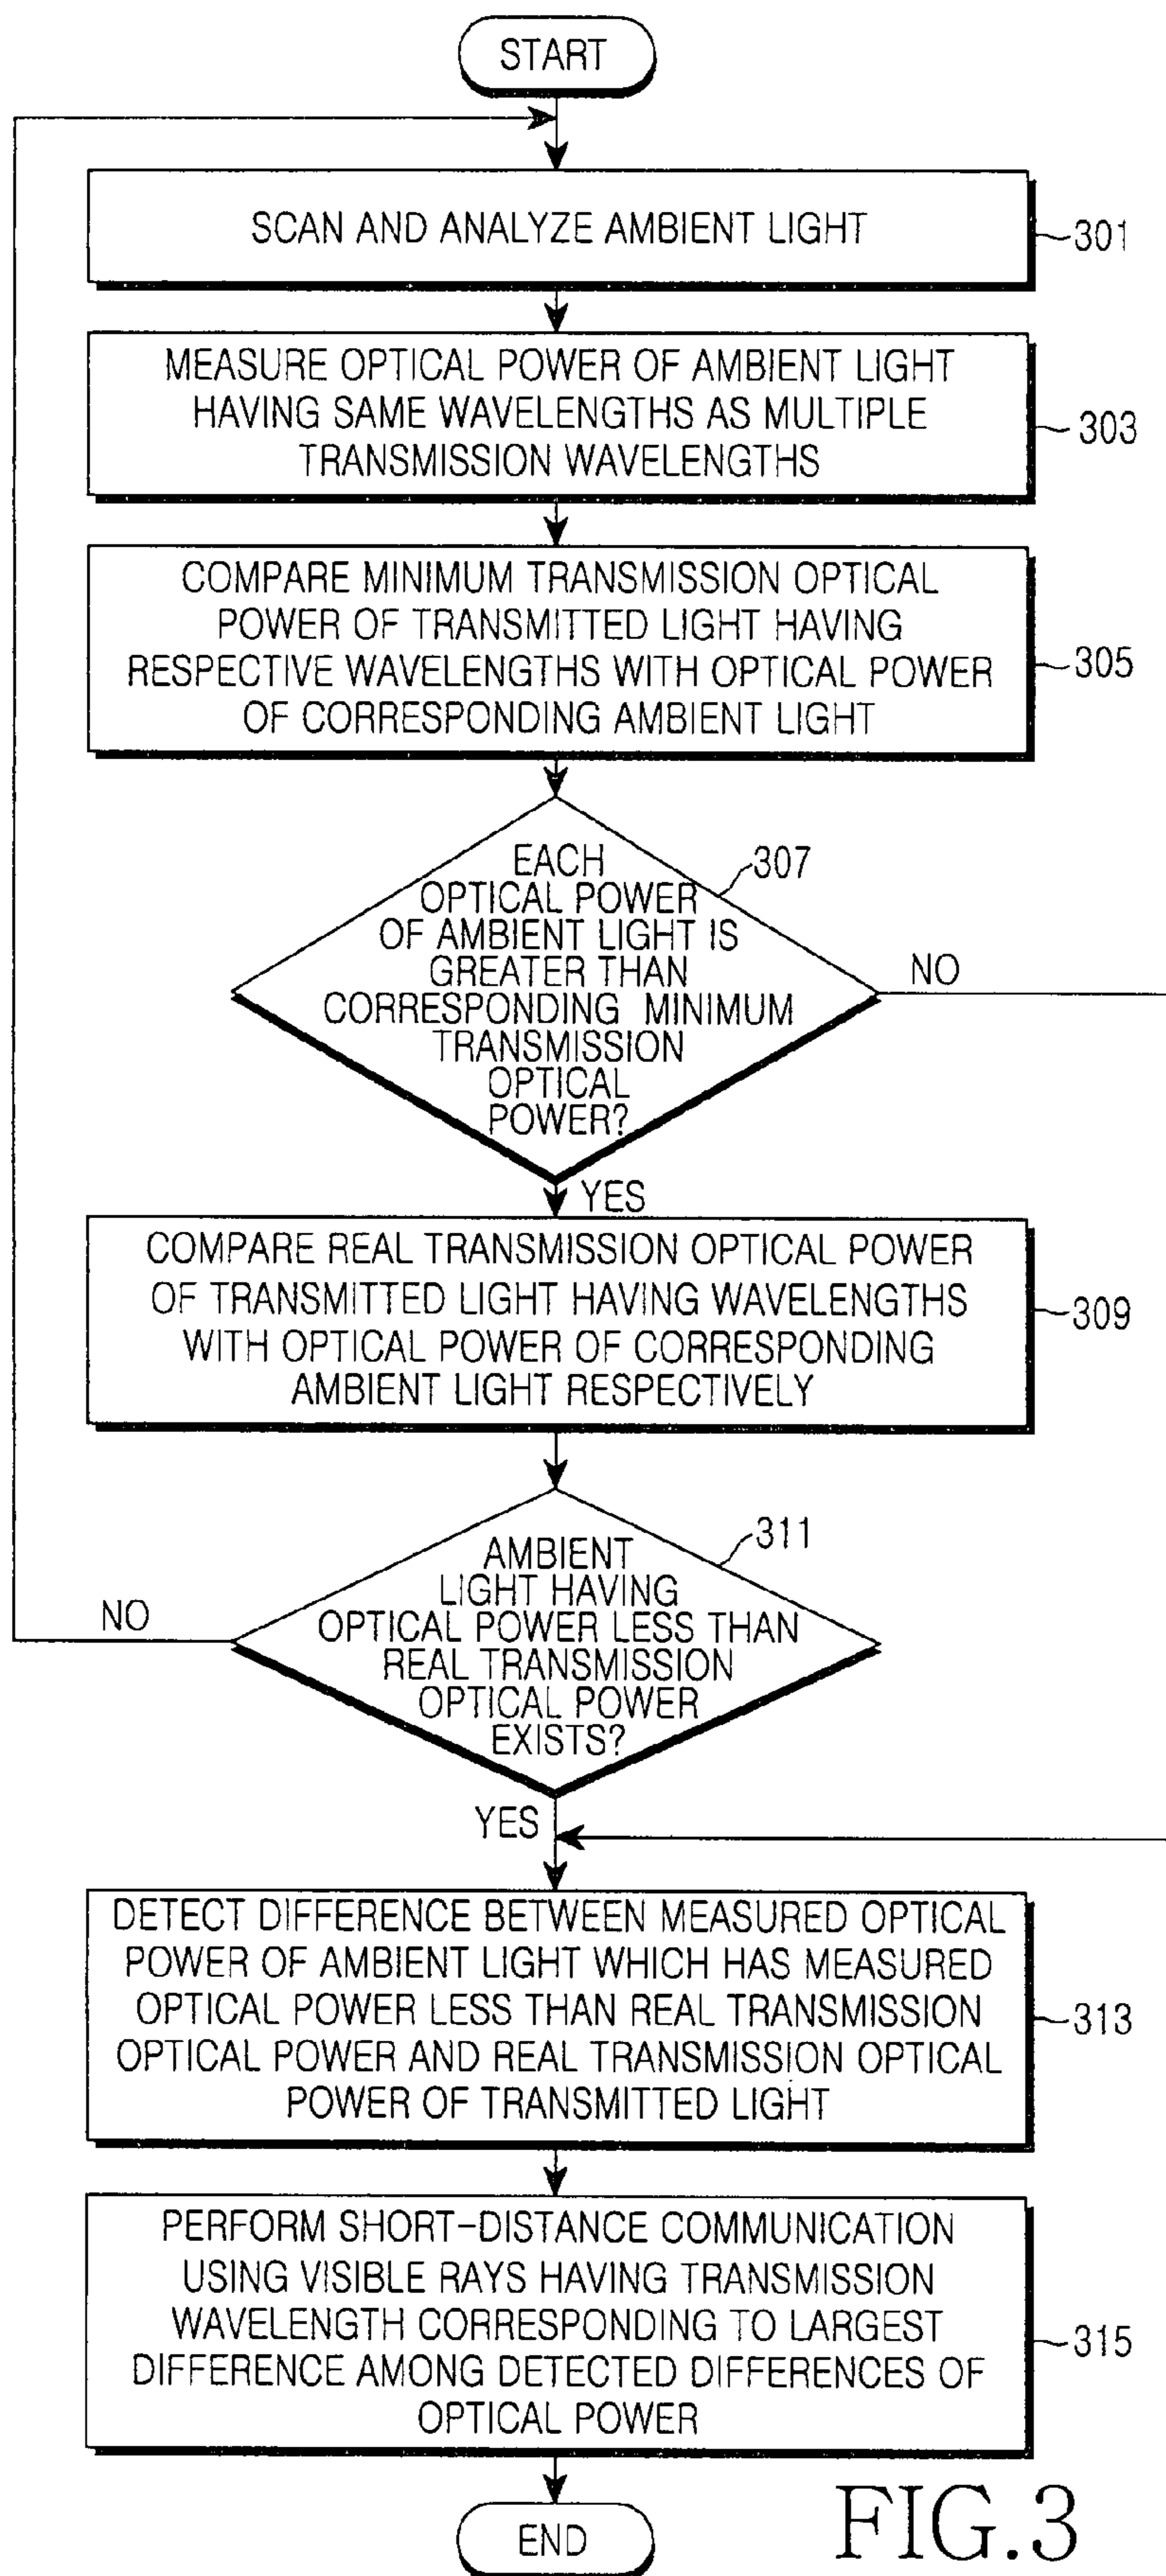 START
SCAN AND ANALYZE AMBIENT LIGHT
301
MEASURE OPTICAL POWER OF AMBIENT LIGHT
HAVING SAME WAVELENGTHS AS MULTIPLE
TRANSMISSION WAVELENGTHS
303
COMPARE MINIMUM TRANSMISSION OPTICAL
POWER OF TRANSMITTED LIGHT HAVING
RESPECTIVE WAVELENGTHS WITH OPTICAL POWER
OF CORRESPONDING AMBIENT LIGHT
305
EACH
OPTICAL POWER
OF AMBIENT LIGHT IS
GREATER THAN
CORRESPONDING MINIMUM
TRANSMISSION
OPTICAL
POWER?
307
NO
YES
COMPARE REAL TRANSMISSION OPTICAL POWER
OF TRANSMITTED LIGHT HAVING WAVELENGTHS
WITH OPTICAL POWER OF CORRESPONDING
AMBIENT LIGHT RESPECTIVELY
309
AMBIENT
LIGHT HAVING
OPTICAL POWER LESS THAN
REAL TRANSMISSION
OPTICAL POWER
EXISTS?
311
NO
YES
DETECT DIFFERENCE BETWEEN MEASURED OPTICAL
POWER OF AMBIENT LIGHT WHICH HAS MEASURED
OPTICAL POWER LESS THAN REAL TRANSMISSION
OPTICAL POWER AND REAL TRANSMISSION OPTICAL
POWER OF TRANSMITTED LIGHT
313
PERFORM SHORT-DISTANCE COMMUNICATION
USING VISIBLE RAYS HAVING TRANSMISSION
WAVELENGTH CORRESPONDING TO LARGEST
DIFFERENCE AMONG DETECTED DIFFERENCES OF
OPTICAL POWER
315
END
FIG.3